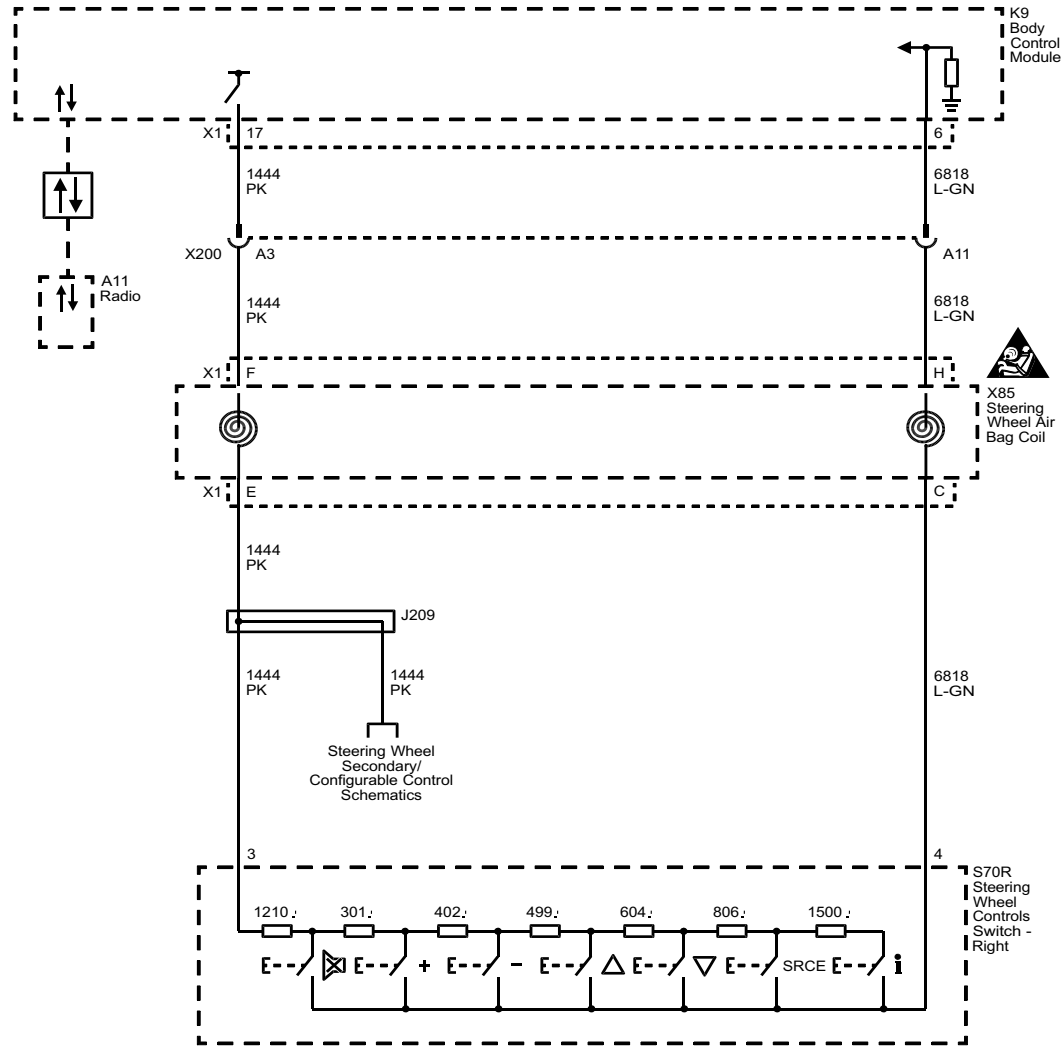 K9
Body
Control
Module
X1 17 6
1444
PK
6818
L-GN
X200 A3 A11
A11
Radio
1444
PK
6818
L-GN
X1 F H
X85
Steering
Wheel Air
Bag Coil
X1 E C
1444
PK
J209
1444
PK
1444
PK
6818
L-GN
Steering Wheel
Secondary/
Configurable Control
Schematics
3 4
S70R
Steering
Wheel
Controls
Switch -
Right
1210 301 402 499 604 806 1500
+ - SRCE i